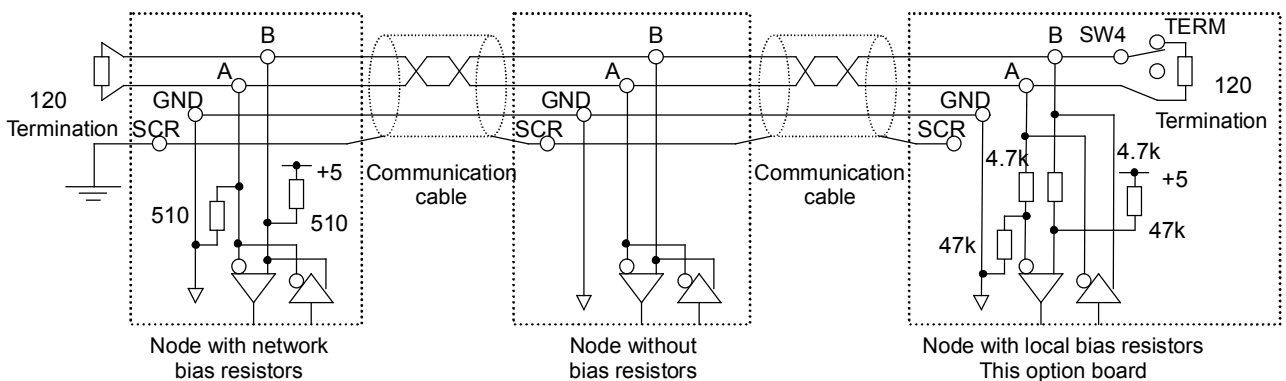 120
Termination
B
A
GND
SCR
+5
510
510
Node with network
bias resistors
Communication
cable
B
A
GND
SCR
Node without
bias resistors
Communication
cable
B
SW4
TERM
A
GND
SCR
120
Termination
4.7k
4.7k
+5
47k
47k
Node with local bias resistors
This option board